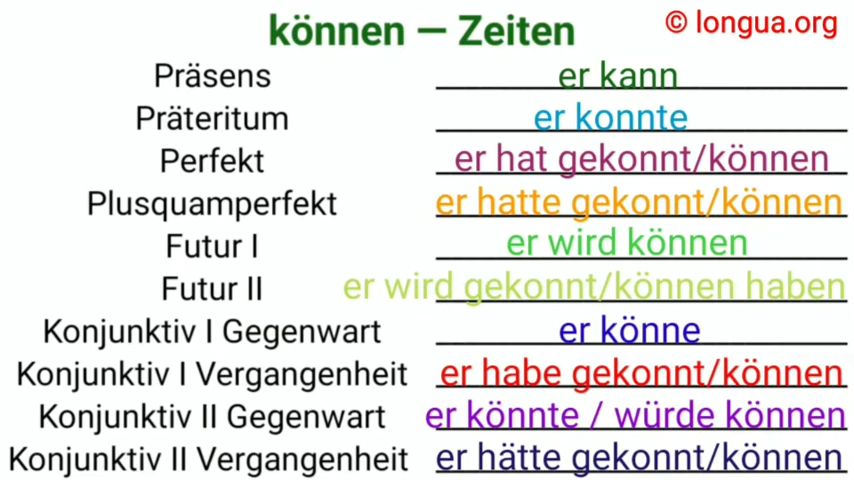 können — Zeiten © longua.org
Präsens er kann
Präteritum er konnte
Perfekt er hat gekonnt/können
Plusquamperfekt er hatte gekonnt/können
Futur I er wird können
Futur II er wird gekonnt/können haben
Konjunktiv I Gegenwart er könne
Konjunktiv I Vergangenheit er habe gekonnt/können
Konjunktiv II Gegenwart er könnte / würde können
Konjunktiv II Vergangenheit er hätte gekonnt/können